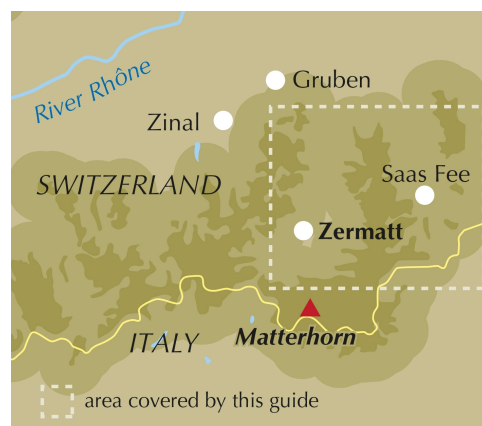 River Rhône
Gruben
Zinal
Saas Fee
SWITZERLAND
Zermatt
ITALY
Matterhorn
area covered by this guide